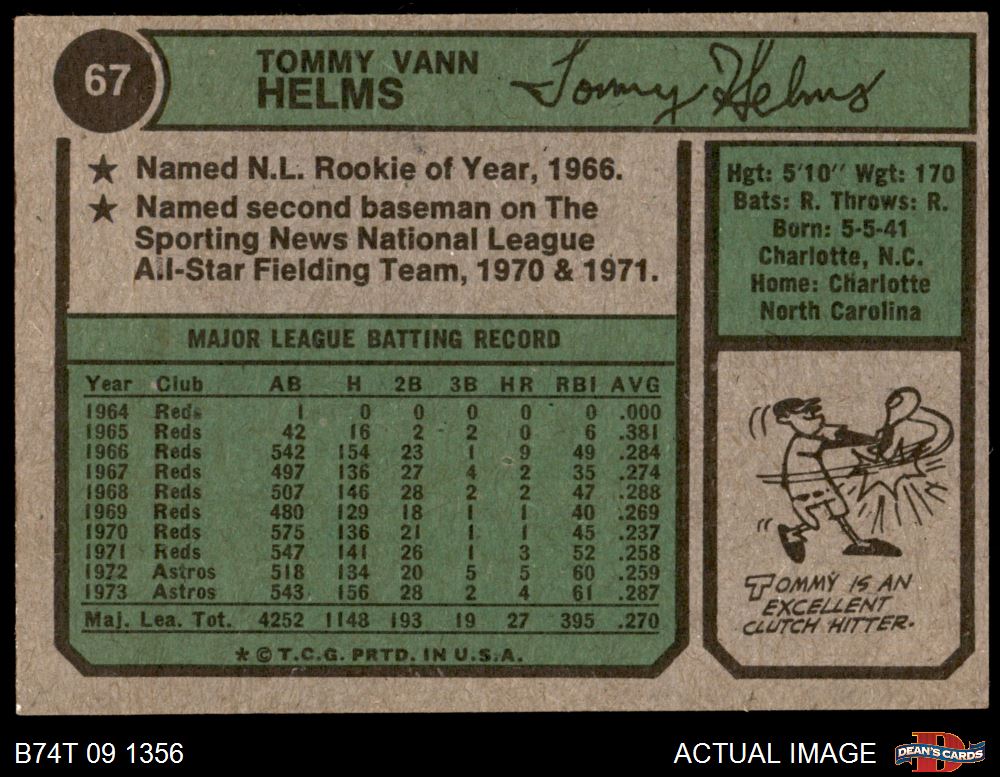 67
TOMMY VANN
HELMS
Tommy Helms
★ Named N.L. Rookie of Year, 1966.
★ Named second baseman on The
Sporting News National League
All-Star Fielding Team, 1970 & 1971.
Hgt: 5'10" Wgt: 170
Bats: R. Throws: R.
Born: 5-5-41
Charlotte, N.C.
Home: Charlotte
North Carolina
MAJOR LEAGUE BATTING RECORD
Year Club AB H 2B 3B HR RBI AVG
1964 Reds 1 0 0 0 0 0 .000
1965 Reds 42 16 2 2 0 6 .381
1966 Reds 542 154 23 1 9 49 .284
1967 Reds 497 136 27 4 2 35 .274
1968 Reds 507 146 28 2 2 47 .288
1969 Reds 480 129 18 1 1 40 .269
1970 Reds 575 136 21 1 1 45 .237
1971 Reds 547 141 26 1 3 52 .258
1972 Astros 518 134 20 5 5 60 .259
1973 Astros 543 156 28 2 4 61 .287
Maj. Lea. Tot. 4252 1148 193 19 27 395 .270
* © T.C.G. PRTD. IN U.S.A.
TOMMY IS AN
EXCELLENT
CLUTCH HITTER.
B74T 09 1356
ACTUAL IMAGE
DEAN'S CARDS